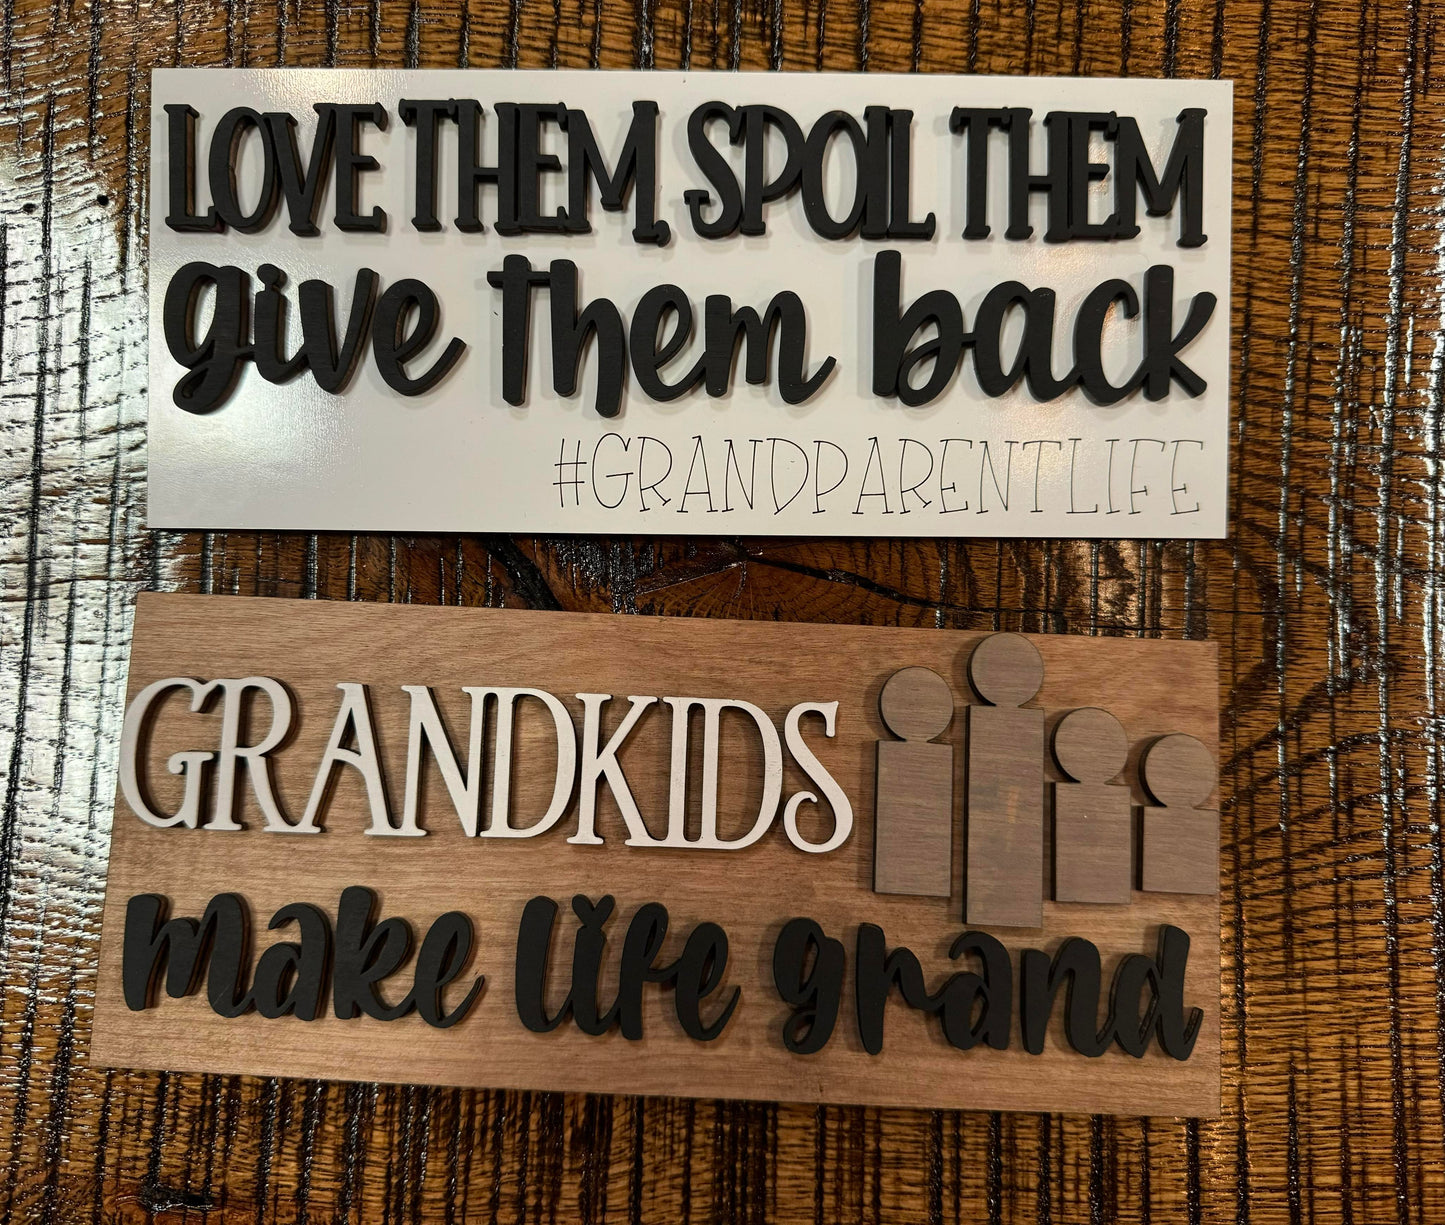 LOVE THEM, SPOIL THEM
give them back
#GRANDPARENTLIFE
GRANDKIDS
make life grand